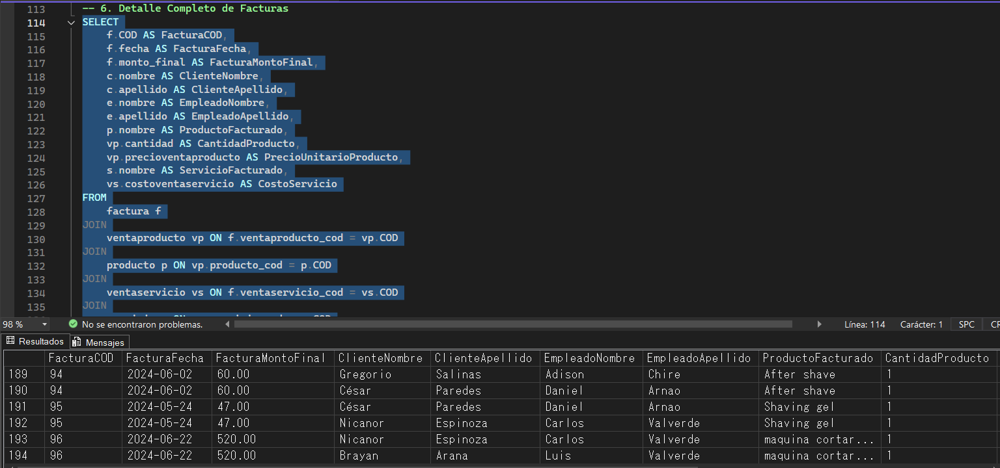 113 -- 6. Detalle Completo de Facturas
114 SELECT
115 f.COD AS FacturaCOD,
116 f.fecha AS FacturaFecha,
117 f.monto_final AS FacturaMontoFinal,
118 c.nombre AS ClienteNombre,
119 c.apellido AS ClienteApellido,
120 e.nombre AS EmpleadoNombre,
121 e.apellido AS EmpleadoApellido,
122 p.nombre AS ProductoFacturado,
123 vp.cantidad AS CantidadProducto,
124 vp.precioventaproducto AS PrecioUnitarioProducto,
125 s.nombre AS ServicioFacturado,
126 vs.costoventaservicio AS CostoServicio
127 FROM
128 factura f
129 JOIN
130 ventaproducto vp ON f.ventaproducto_cod = vp.COD
131 JOIN
132 producto p ON vp.producto_cod = p.COD
133 JOIN
134 ventaservicio vs ON f.ventaservicio_cod = vs.COD
135 JOIN
98 % No se encontraron problemas. Línea: 114 Carácter: 1 SPC
Resultados Mensajes
FacturaCOD FacturaFecha FacturaMontoFinal ClienteNombre ClienteApellido EmpleadoNombre EmpleadoApellido ProductoFacturado CantidadProducto
189 94 2024-06-02 60.00 Gregorio Salinas Adison Chire After shave 1
190 94 2024-06-02 60.00 César Paredes Daniel Arnao After shave 1
191 95 2024-05-24 47.00 César Paredes Daniel Arnao Shaving gel 1
192 95 2024-05-24 47.00 Nicanor Espinoza Carlos Valverde Shaving gel 1
193 96 2024-06-22 520.00 Nicanor Espinoza Carlos Valverde maquina cortar... 1
194 96 2024-06-22 520.00 Brayan Arana Luis Valverde maquina cortar... 1